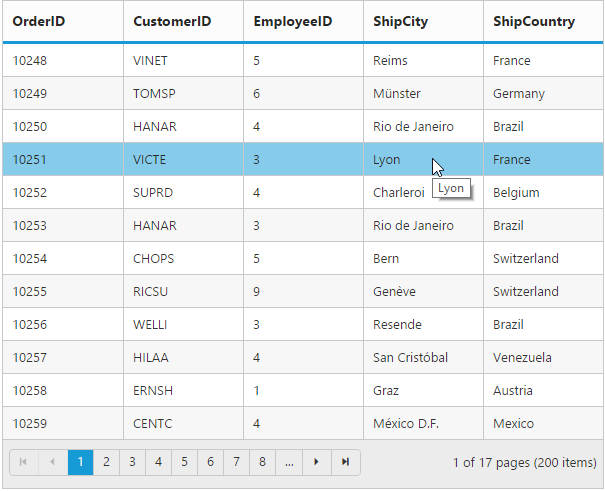 OrderID CustomerID EmployeeID ShipCity ShipCountry
10248 VINET 5 Reims France
10249 TOMSP 6 Münster Germany
10250 HANAR 4 Rio de Janeiro Brazil
10251 VICTE 3 Lyon France
10252 SUPRD 4 Charleroi Belgium
Lyon
10253 HANAR 3 Rio de Janeiro Brazil
10254 CHOPS 5 Bern Switzerland
10255 RICSU 9 Genève Switzerland
10256 WELLI 3 Resende Brazil
10257 HILAA 4 San Cristóbal Venezuela
10258 ERNSH 1 Graz Austria
10259 CENTC 4 México D.F. Mexico
1 2 3 4 5 6 7 8 ... 1 of 17 pages (200 items)